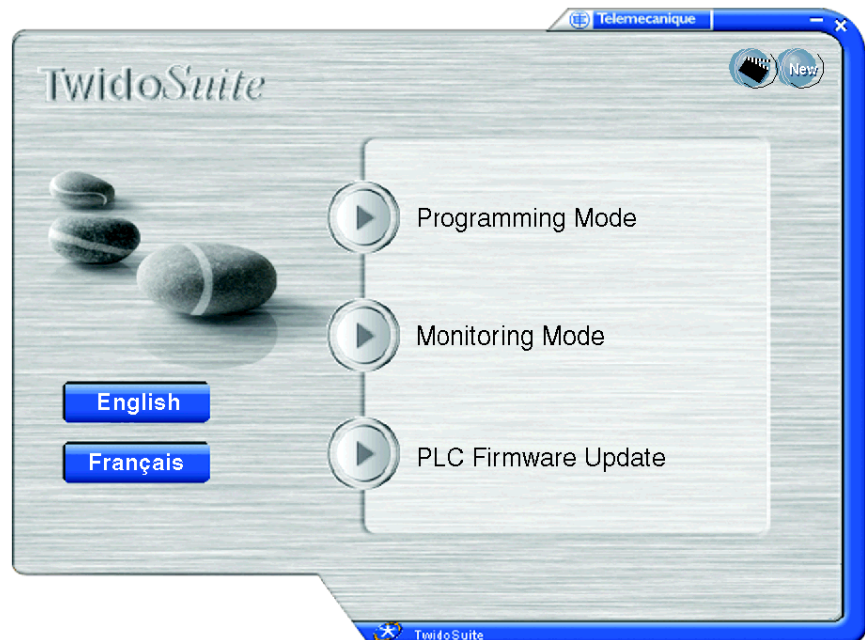 Telemecanique
TwidoSuite
New
Programming Mode
Monitoring Mode
English
Français
PLC Firmware Update
TwidoSuite